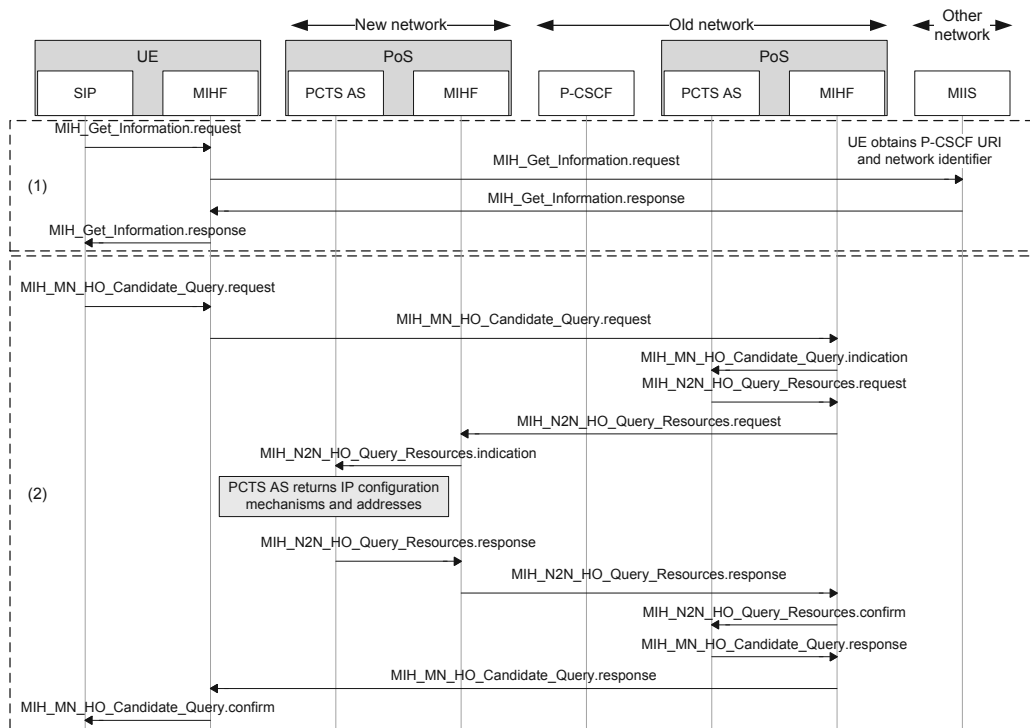 New network
Old network
Other
network
UE
PoS
PoS
SIP
MIHF
PCTS AS
MIHF
P-CSCF
PCTS AS
MIHF
MIIS
(1)
MIH_Get_Information.request
UE obtains P-CSCF URI
and network identifier
MIH_Get_Information.request
MIH_Get_Information.response
MIH_Get_Information.response
(2)
MIH_MN_HO_Candidate_Query.request
MIH_MN_HO_Candidate_Query.request
MIH_MN_HO_Candidate_Query.indication
MIH_N2N_HO_Query_Resources.request
MIH_N2N_HO_Query_Resources.request
MIH_N2N_HO_Query_Resources.indication
PCTS AS returns IP configuration
mechanisms and addresses
MIH_N2N_HO_Query_Resources.response
MIH_N2N_HO_Query_Resources.response
MIH_N2N_HO_Query_Resources.confirm
MIH_MN_HO_Candidate_Query.response
MIH_MN_HO_Candidate_Query.response
MIH_MN_HO_Candidate_Query.confirm